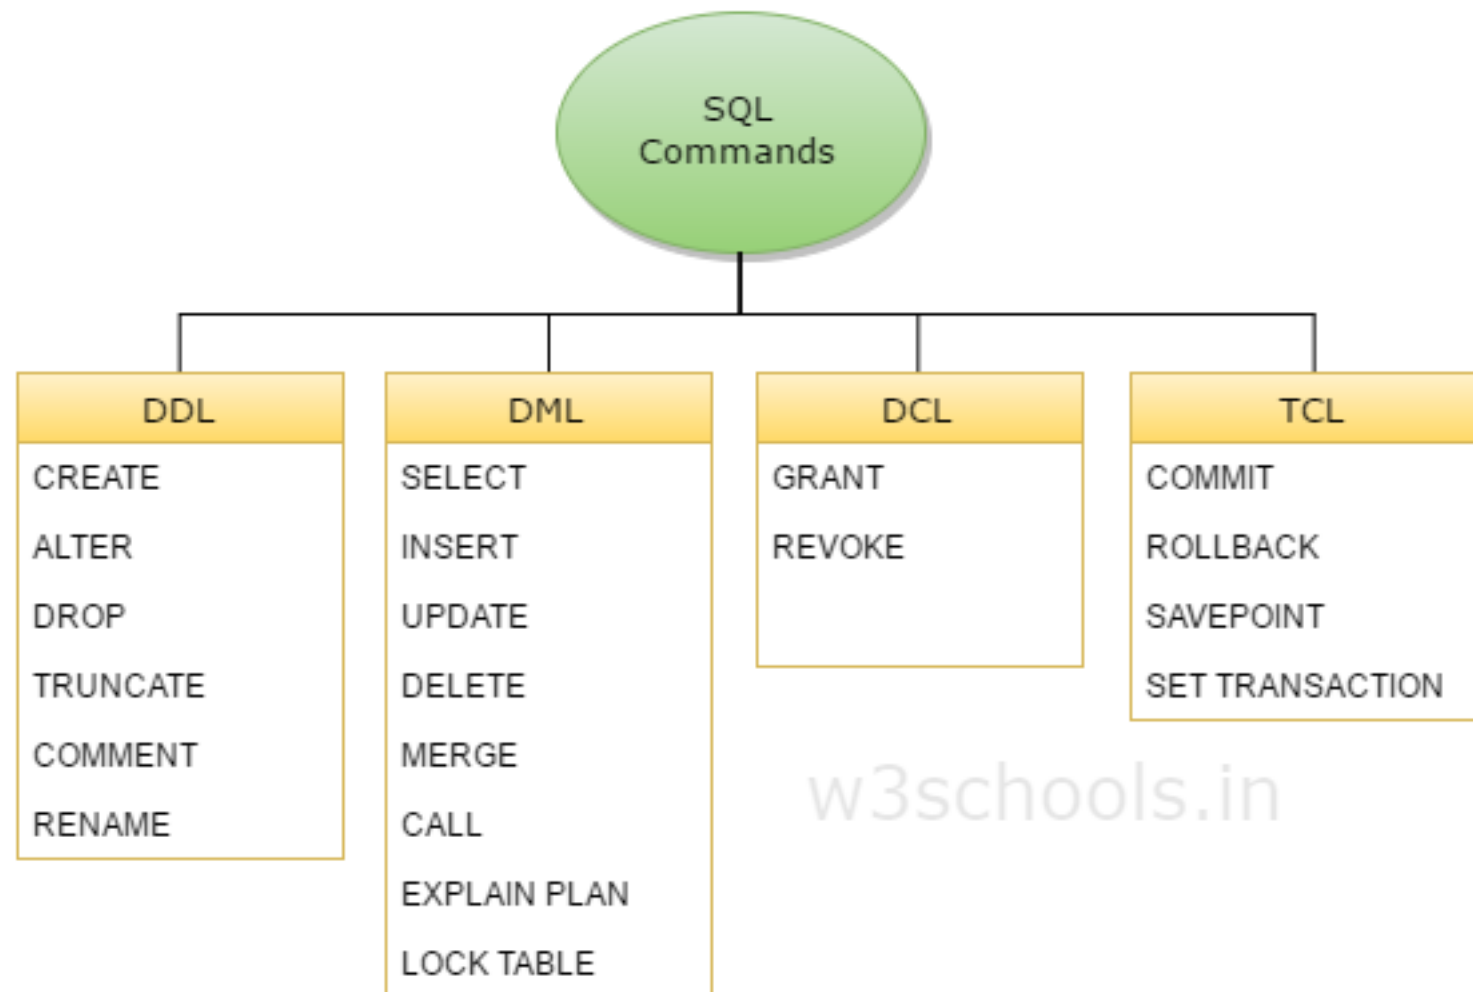 SQL
Commands
DDL
CREATE
ALTER
DROP
TRUNCATE
COMMENT
RENAME
DML
SELECT
INSERT
UPDATE
DELETE
MERGE
CALL
EXPLAIN PLAN
LOCK TABLE
DCL
GRANT
REVOKE
TCL
COMMIT
ROLLBACK
SAVEPOINT
SET TRANSACTION
w3schools.in